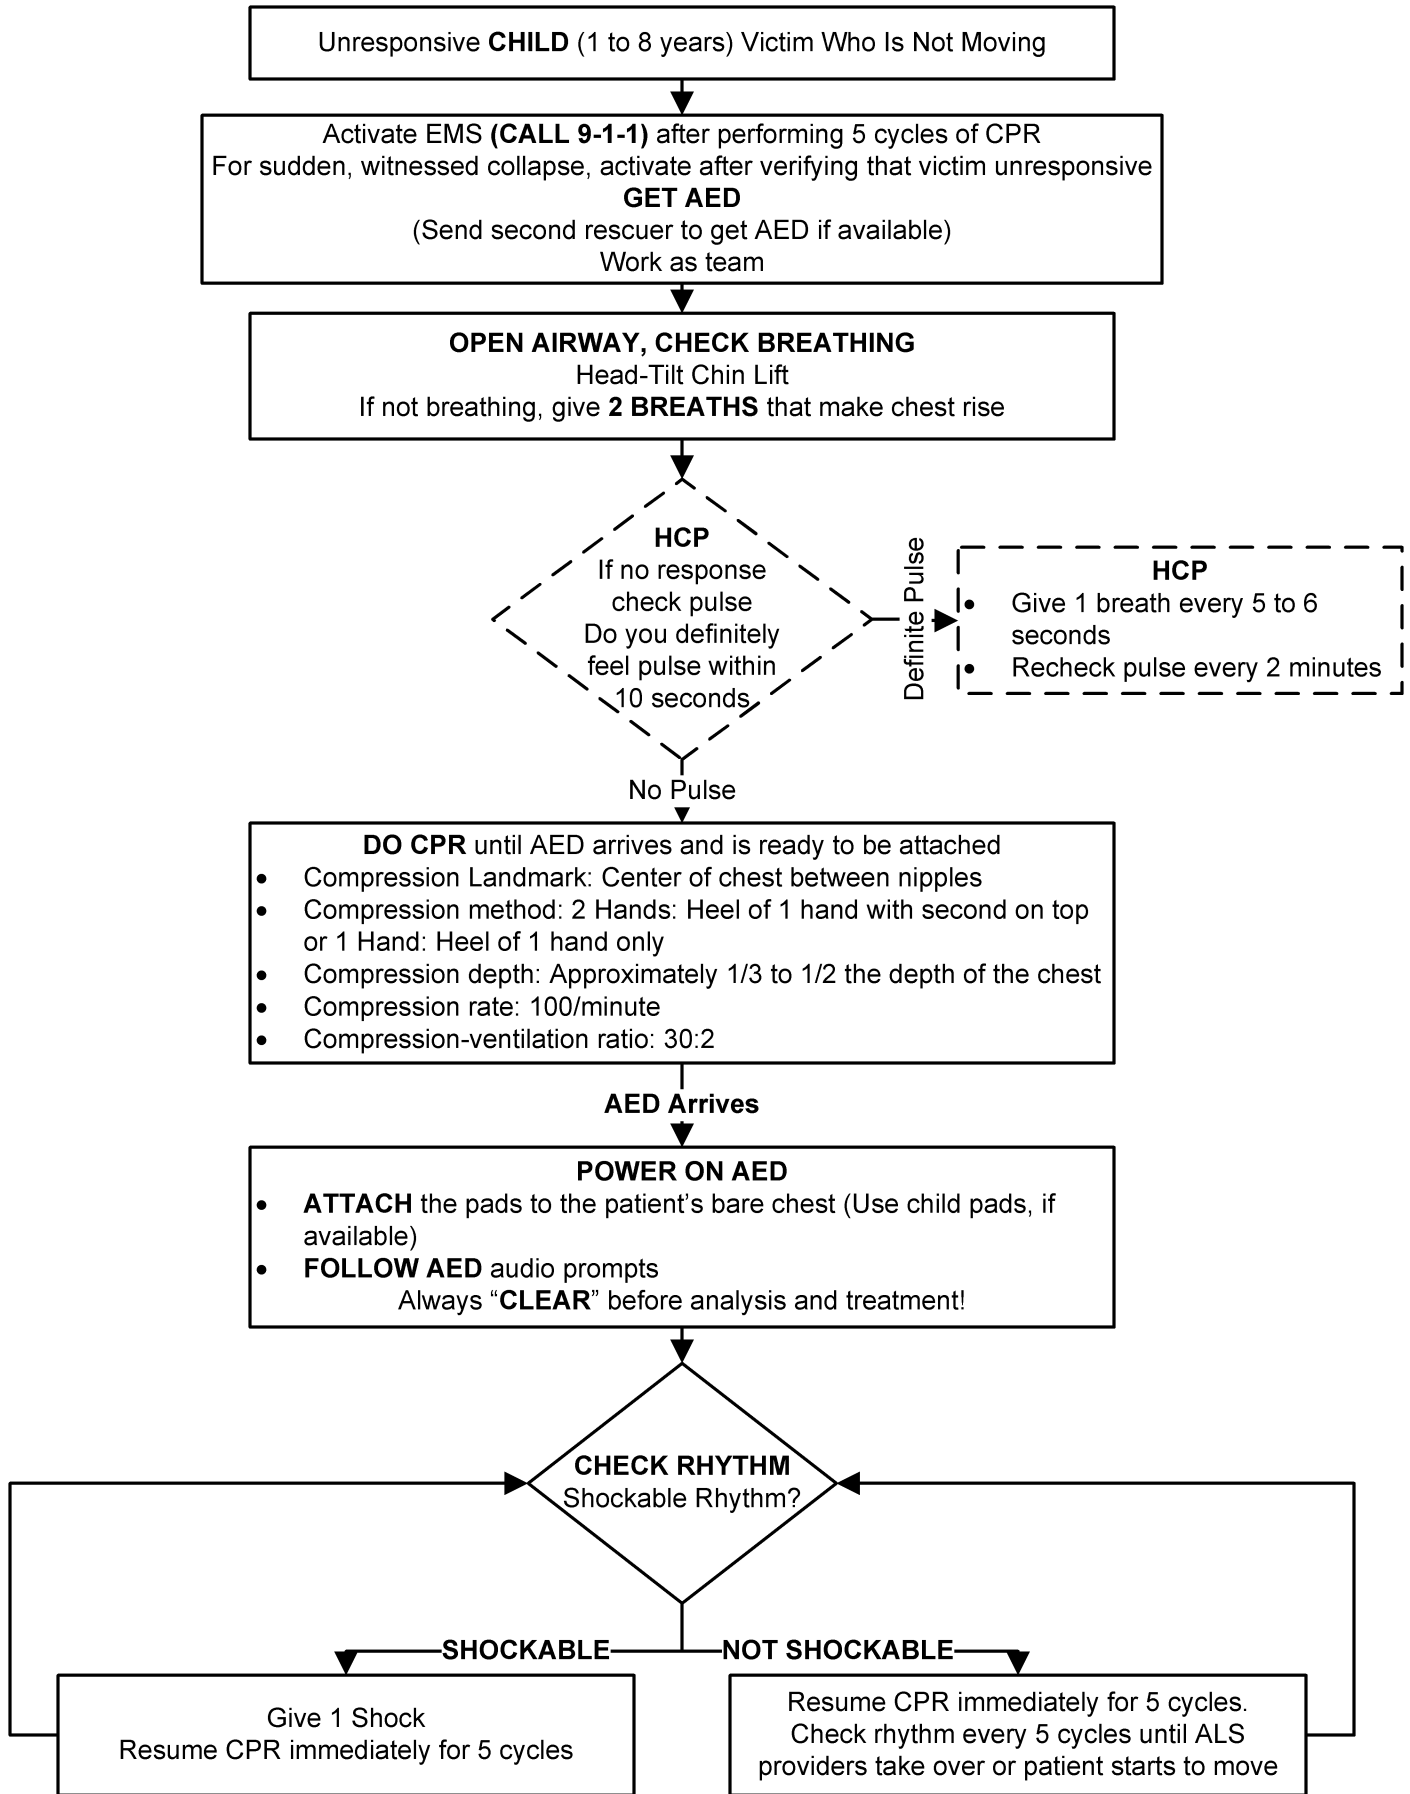 Unresponsive CHILD (1 to 8 years) Victim Who Is Not Moving
Activate EMS (CALL 9-1-1) after performing 5 cycles of CPR
For sudden, witnessed collapse, activate after verifying that victim unresponsive
GET AED
(Send second rescuer to get AED if available)
Work as team
OPEN AIRWAY, CHECK BREATHING
Head-Tilt Chin Lift
If not breathing, give 2 BREATHS that make chest rise
HCP
If no response
check pulse
Do you definitely
feel pulse within
10 seconds
Definite Pulse
HCP
• Give 1 breath every 5 to 6
seconds
• Recheck pulse every 2 minutes
No Pulse
DO CPR until AED arrives and is ready to be attached
• Compression Landmark: Center of chest between nipples
• Compression method: 2 Hands: Heel of 1 hand with second on top
or 1 Hand: Heel of 1 hand only
• Compression depth: Approximately 1/3 to 1/2 the depth of the chest
• Compression rate: 100/minute
• Compression-ventilation ratio: 30:2
AED Arrives
POWER ON AED
• ATTACH the pads to the patient’s bare chest (Use child pads, if
available)
• FOLLOW AED audio prompts
Always “CLEAR” before analysis and treatment!
CHECK RHYTHM
Shockable Rhythm?
SHOCKABLE
NOT SHOCKABLE
Give 1 Shock
Resume CPR immediately for 5 cycles
Resume CPR immediately for 5 cycles.
Check rhythm every 5 cycles until ALS
providers take over or patient starts to move